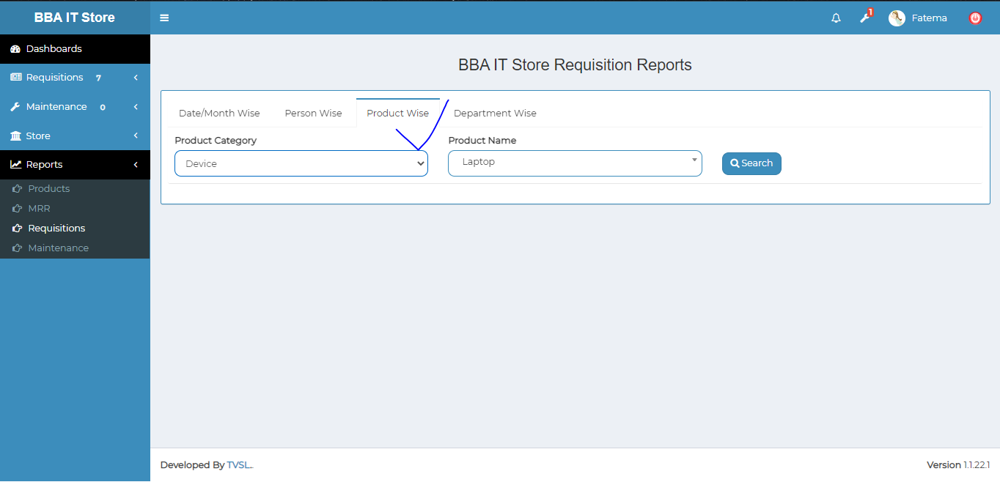 BBA IT Store
1
Fatema
Dashboards
Requisitions 7
Maintenance 0
Store
Reports
Products
MRR
Requisitions
Maintenance
BBA IT Store Requisition Reports
Date/Month Wise Person Wise Product Wise Department Wise
Product Category Product Name
Device Laptop Search
Developed By TVSL.. Version 1.1.22.1